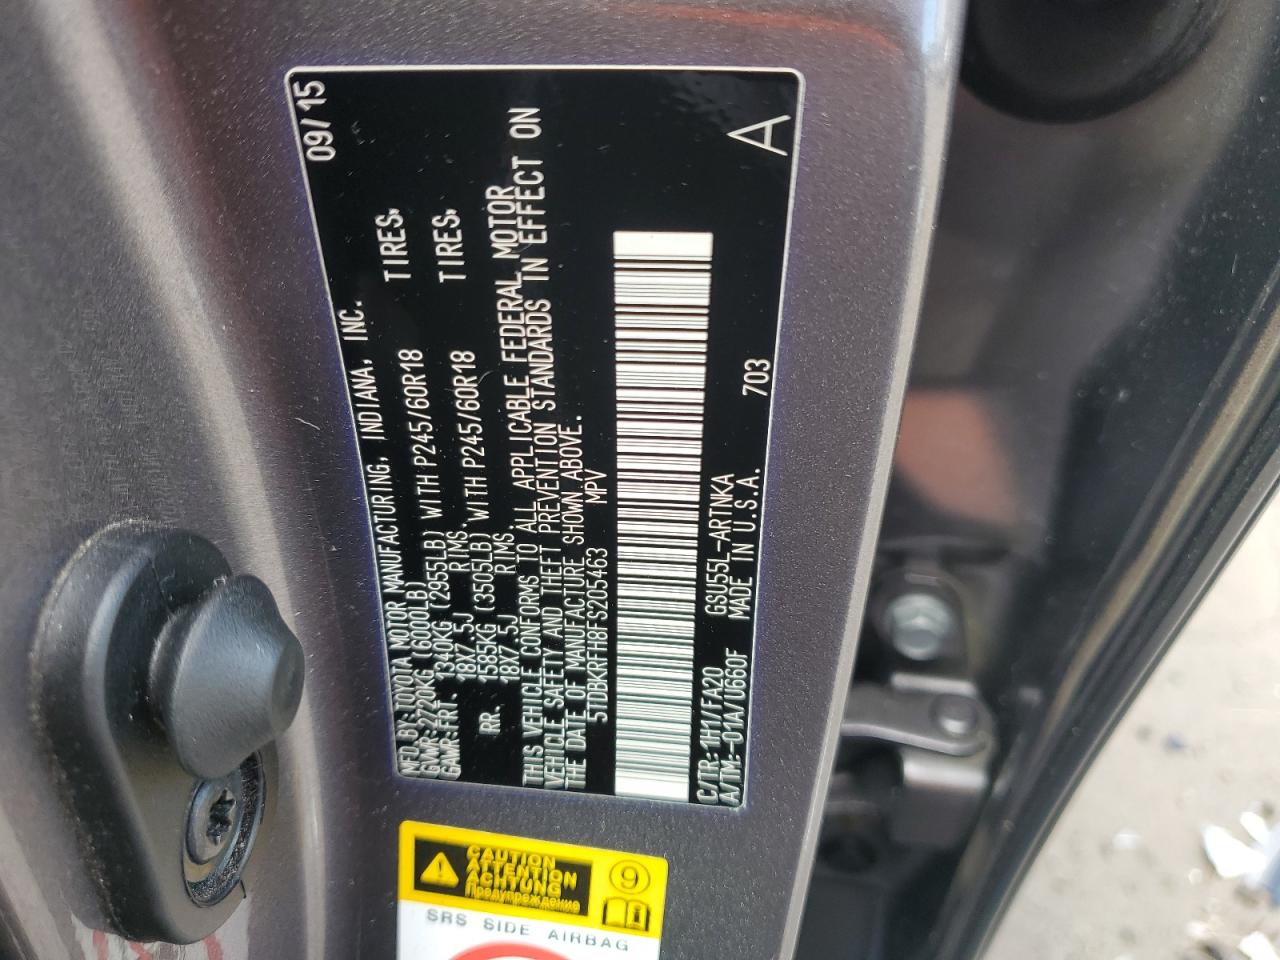 MFD. BY: TOYOTA MOTOR MANUFACTURING, INDIANA, INC. 09/15
GVWR: 2720KG (6000LB)
GAWR: FRT. 1340KG (2955LB) WITH P245/60R18 TIRES,
18X7.5J RIMS,
RR. 1585KG (3505LB) WITH P245/60R18 TIRES,
18X7.5J RIMS,
THIS VEHICLE CONFORMS TO ALL APPLICABLE FEDERAL MOTOR
VEHICLE SAFETY AND THEFT PREVENTION STANDARDS IN EFFECT ON
THE DATE OF MANUFACTURE SHOWN ABOVE.
5TDBKRFH8FS205463 MPV
A
C/TR: 1H1/FA20 GSU55L-ARTNKA 703
A/TM: -01A/U660F MADE IN U.S.A.
CAUTION
ATTENTION
ACHTUNG
Предупреждение
9
SRS SIDE AIRBAG